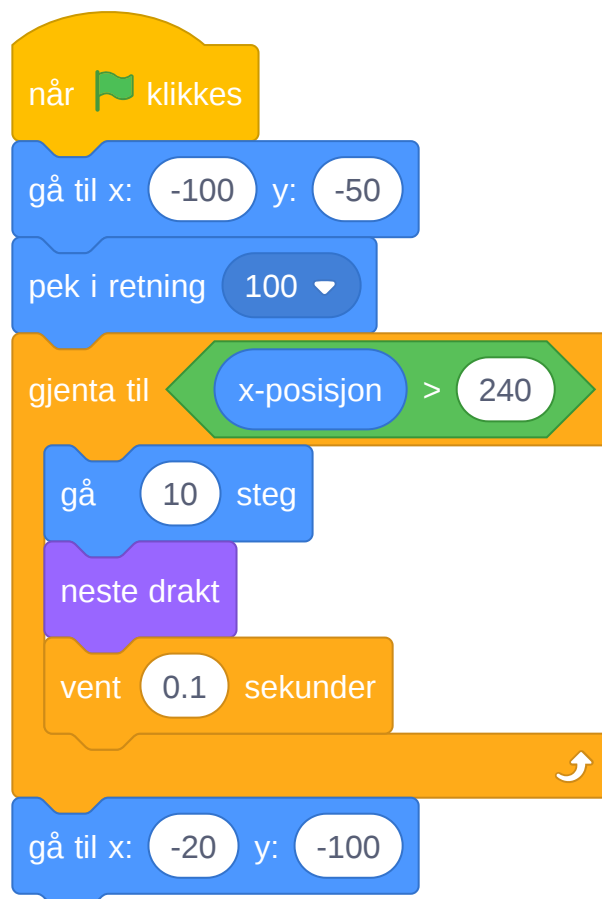 når klikkes
gå til x: -100 y: -50
pek i retning 100
gjenta til x-posisjon > 240
gå 10 steg
neste drakt
vent 0.1 sekunder
gå til x: -20 y: -100